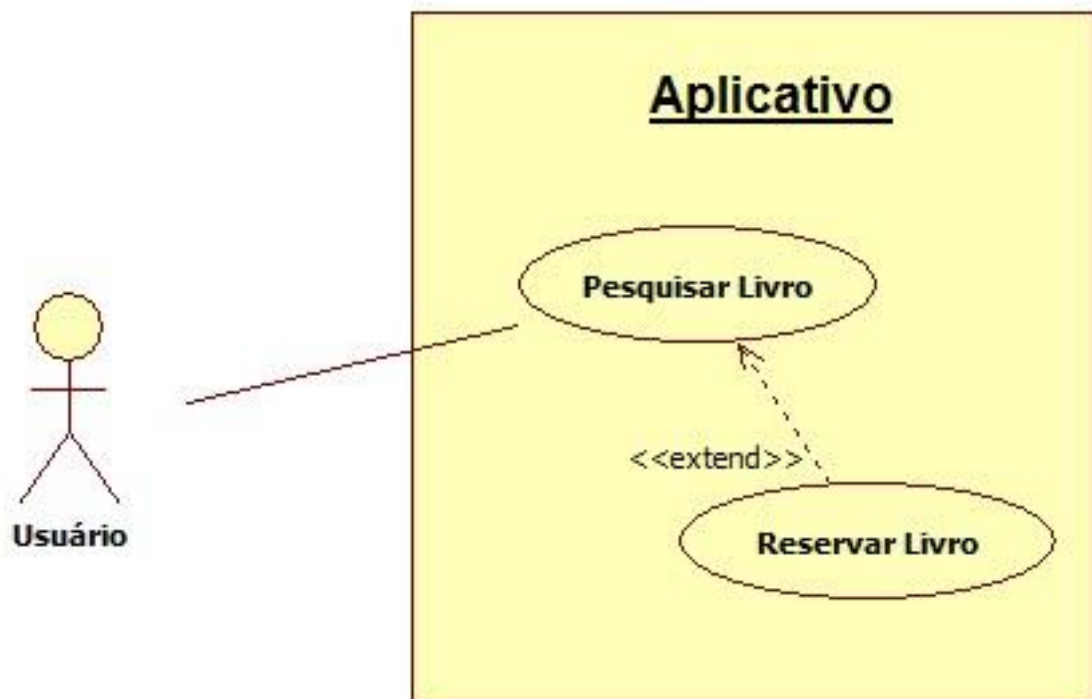 Aplicativo
Pesquisar Livro
<<extend>>
Usuário
Reservar Livro